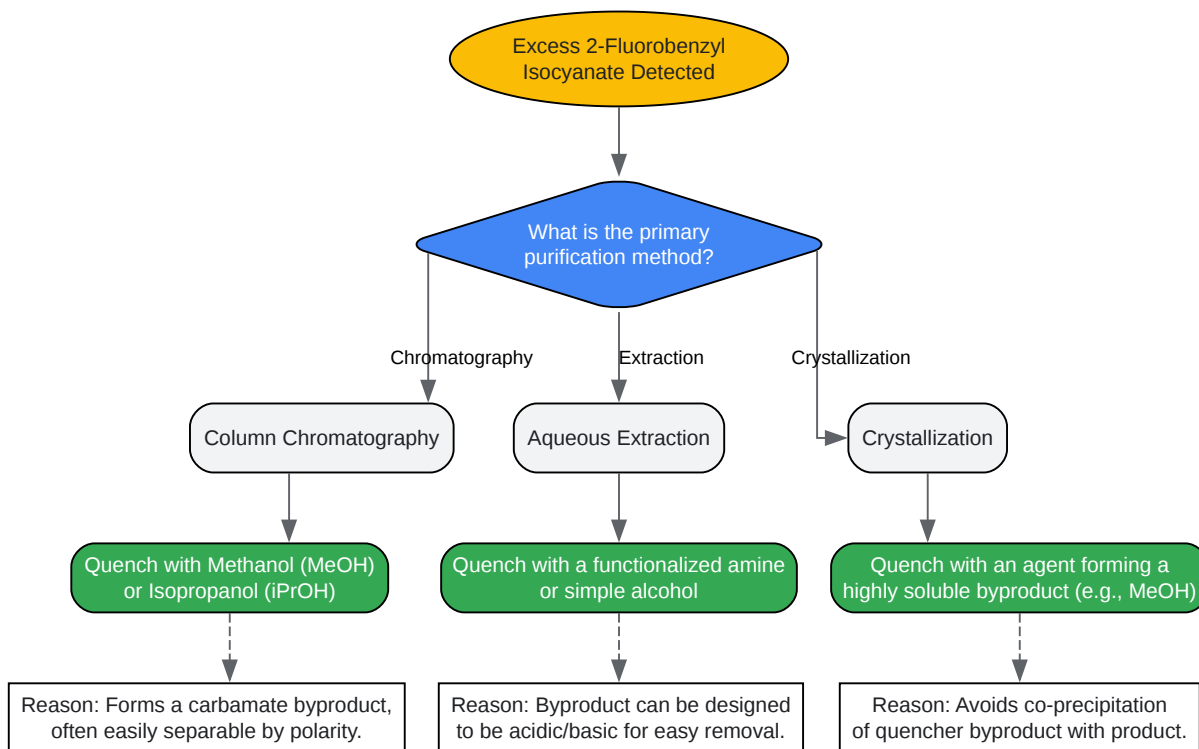 Excess 2-Fluorobenzyl
Isocyanate Detected
What is the primary
purification method?
Chromatography
Extraction
Crystallization
Column Chromatography
Aqueous Extraction
Crystallization
Quench with Methanol (MeOH)
or Isopropanol (iPrOH)
Quench with a functionalized amine
or simple alcohol
Quench with an agent forming a
highly soluble byproduct (e.g., MeOH)
Reason: Forms a carbamate byproduct,
often easily separable by polarity.
Reason: Byproduct can be designed
to be acidic/basic for easy removal.
Reason: Avoids co-precipitation
of quencher byproduct with product.